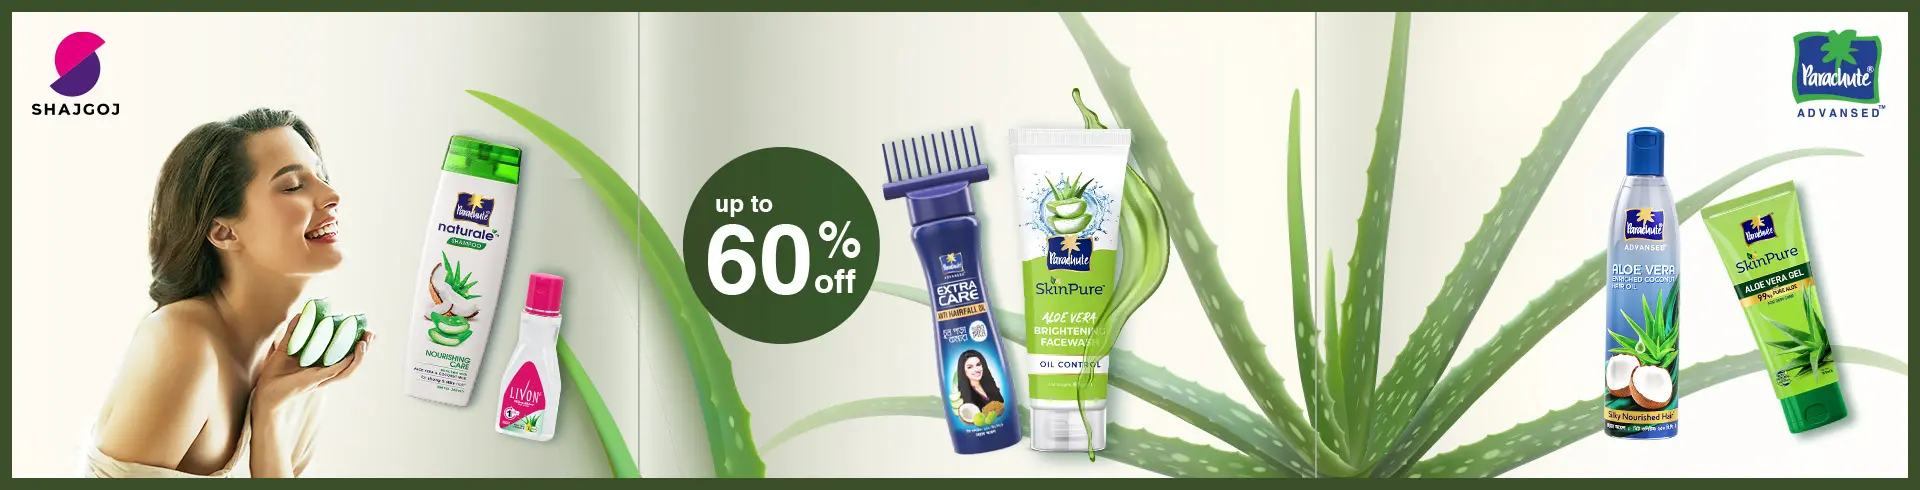 SHAJGOJ
Parachute
naturale
SHAMPOO
NOURISHING
CARE
LIVON
up to
60%
off
Parachute
ADVANSED
EXTRA
CARE
ANTI HAIRFALL OIL
Parachute®
SkinPure
ALOE VERA
BRIGHTENING
FACEWASH
OIL CONTROL
Parachute
ADVANSED
ALOE VERA
ENRICHED COCONUT
HAIR OIL
Silky Nourished Hair
Parachute
SkinPure
ALOE VERA GEL
99% PURE ALOE
Parachute®
ADVANSED™